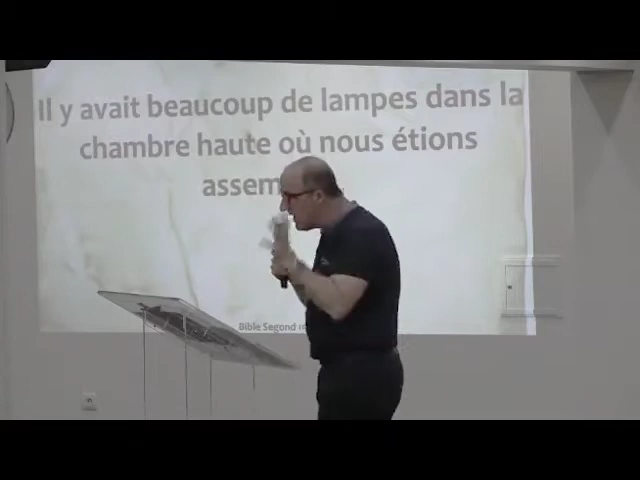 Il y avait beaucoup de lampes dans la
chambre haute où nous étions
assem
Bible Segond